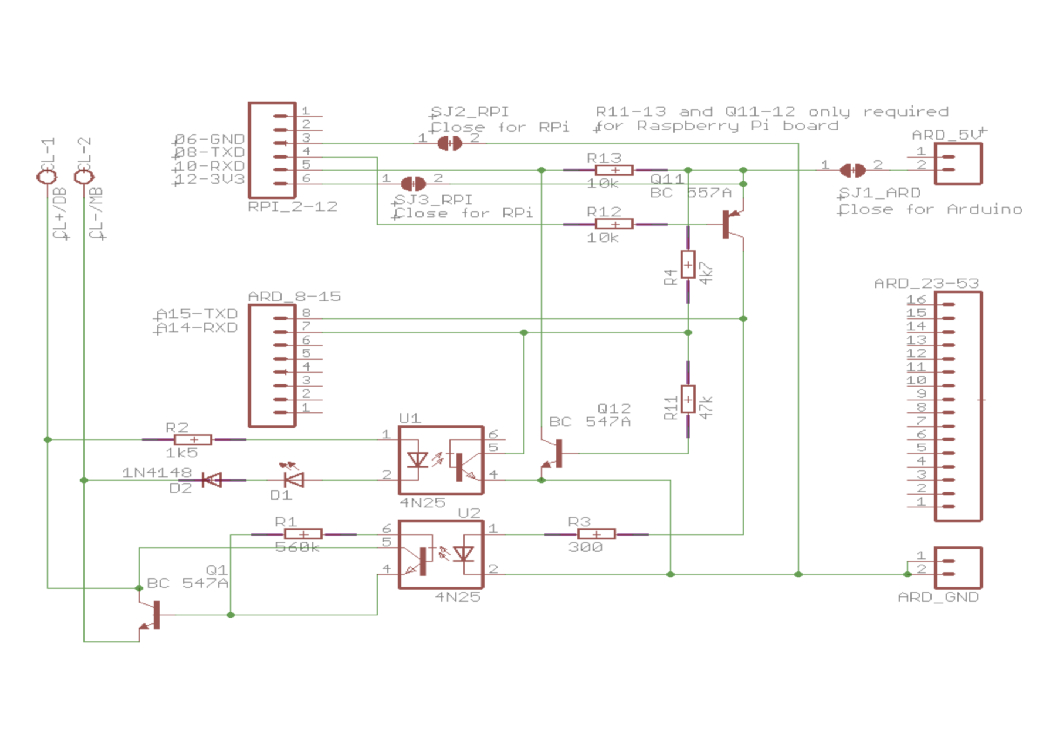 SJ2_RPI
Close for RPi
R11-13 and Q11-12 only required
for Raspberry Pi board
ARD_5V
1
2
3
4
5
6
06-GND
08-TXD
10-RXD
12-3V3
RPI_2-12
CL-1
CL-2
CL+/DB
CL-/MB
1 2
1 2
SJ3_RPI
Close for RPi
R13
10k
Q11
BC 557A
R12
10k
R4
4k7
1 2
SJ1_ARD
Close for Arduino
1
2
ARD_8-15
A15-TXD
A14-RXD
8
7
6
5
4
3
2
1
ARD_23-53
16
15
14
13
12
11
10
9
8
7
6
5
4
3
2
1
R11
47k
Q12
BC 547A
R2
1k5
U1
1
2
6
5
4
4N25
1N4148
D2
D1
U2
R1
560k
6
5
4
1
2
4N25
R3
300
Q1
BC 547A
1
2
ARD_GND